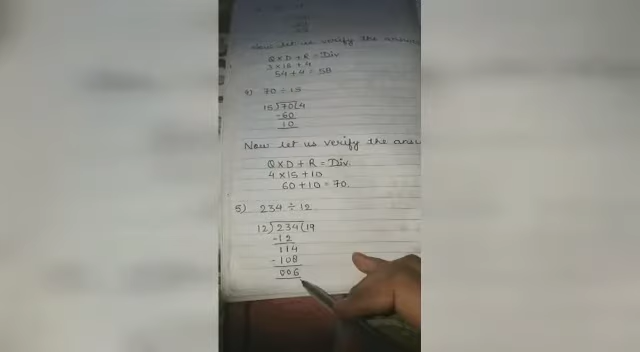 Now let us verify the answer
Q×D + R = Div
3×18 + 4
54+4 = 58
4) 70 ÷ 15
15)70(4
-60
10
Now let us verify the answ
Q×D + R = Div.
4×15+10
60+10 = 70.
5) 234 ÷ 12
12)234(19
-12
114
-108
006